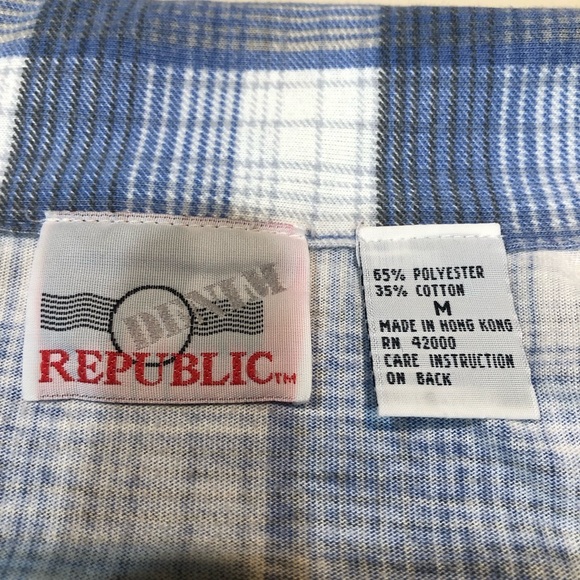 DENIM
REPUBLIC™
65% POLYESTER
35% COTTON
M
MADE IN HONG KONG
RN 42000
CARE INSTRUCTION
ON BACK